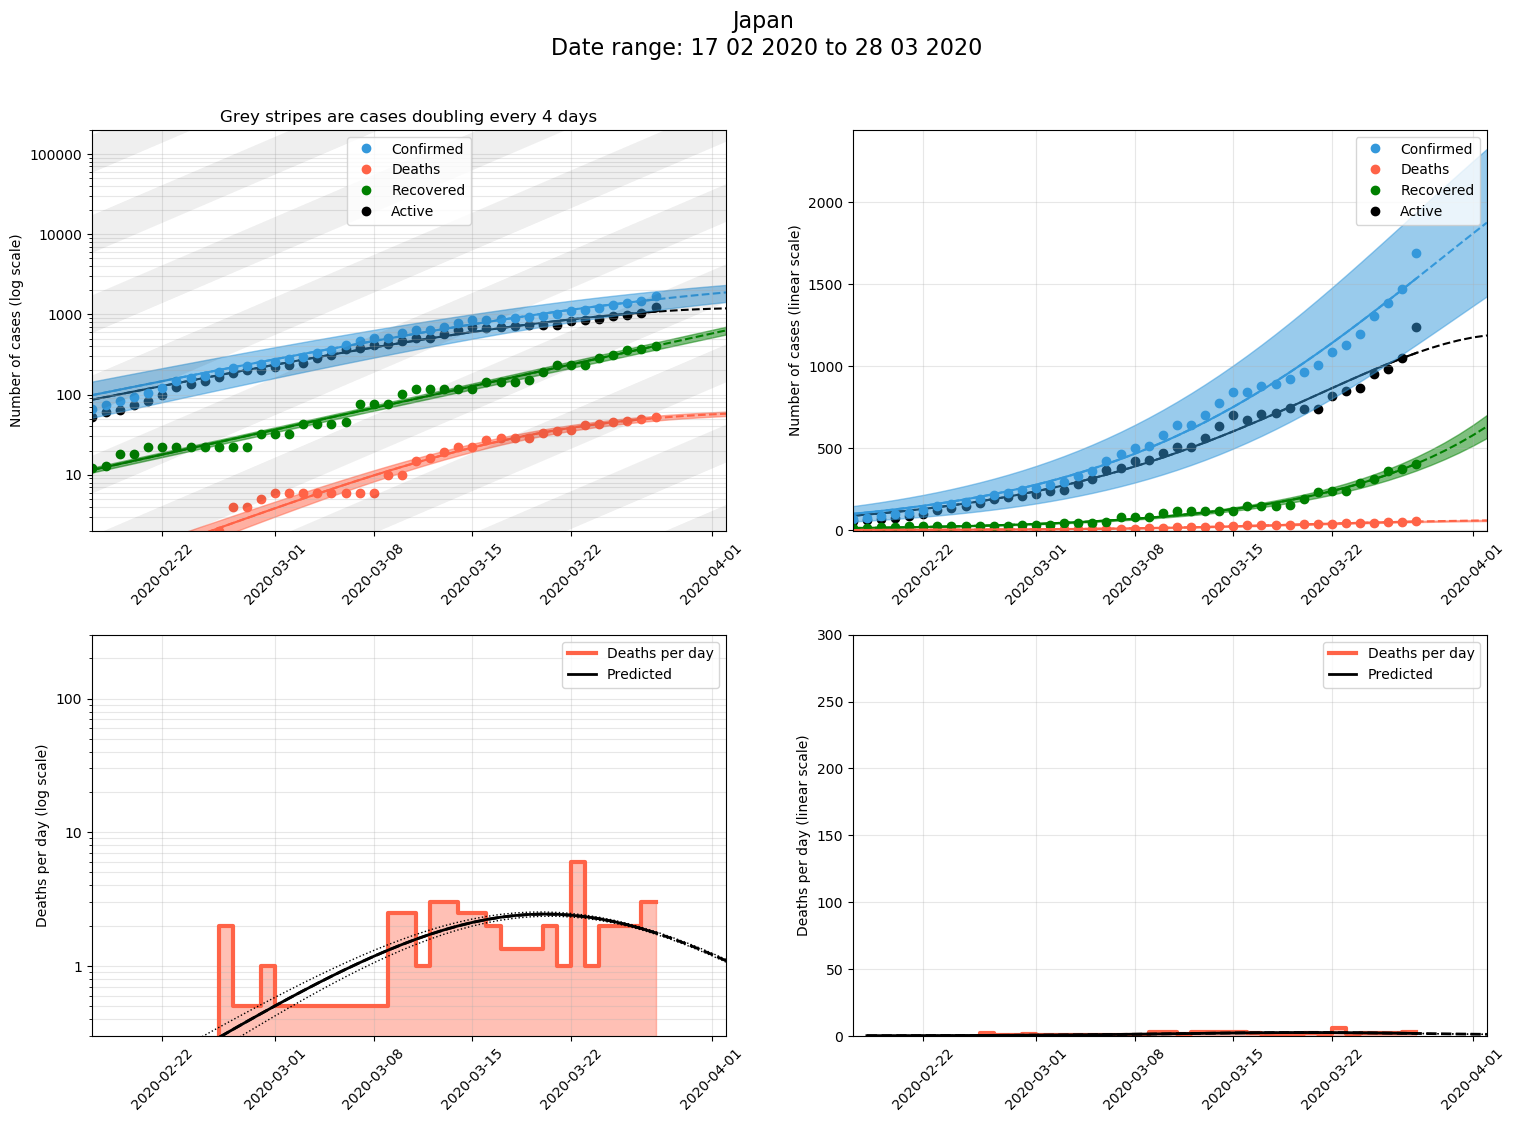 Japan
Date range: 17 02 2020 to 28 03 2020
Grey stripes are cases doubling every 4 days
Number of cases (log scale)
100000
10000
1000
100
10
Confirmed
Deaths
Recovered
Active
2020-02-22
2020-03-01
2020-03-08
2020-03-15
2020-03-22
2020-04-01
Number of cases (linear scale)
2000
1500
1000
500
0
Confirmed
Deaths
Recovered
Active
2020-02-22
2020-03-01
2020-03-08
2020-03-15
2020-03-22
2020-04-01
Deaths per day (log scale)
100
10
1
Deaths per day
Predicted
2020-02-22
2020-03-01
2020-03-08
2020-03-15
2020-03-22
2020-04-01
Deaths per day (linear scale)
300
250
200
150
100
50
0
Deaths per day
Predicted
2020-02-22
2020-03-01
2020-03-08
2020-03-15
2020-03-22
2020-04-01